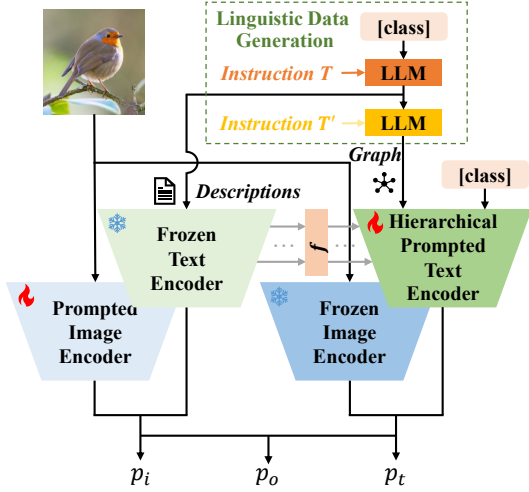 Linguistic Data
Generation
[class]
Instruction T
LLM
Instruction T'
LLM
Graph
[class]
Descriptions
Frozen
Text
Encoder
f
Hierarchical
Prompted
Text
Encoder
Prompted
Image
Encoder
Frozen
Image
Encoder
p_i
p_o
p_t